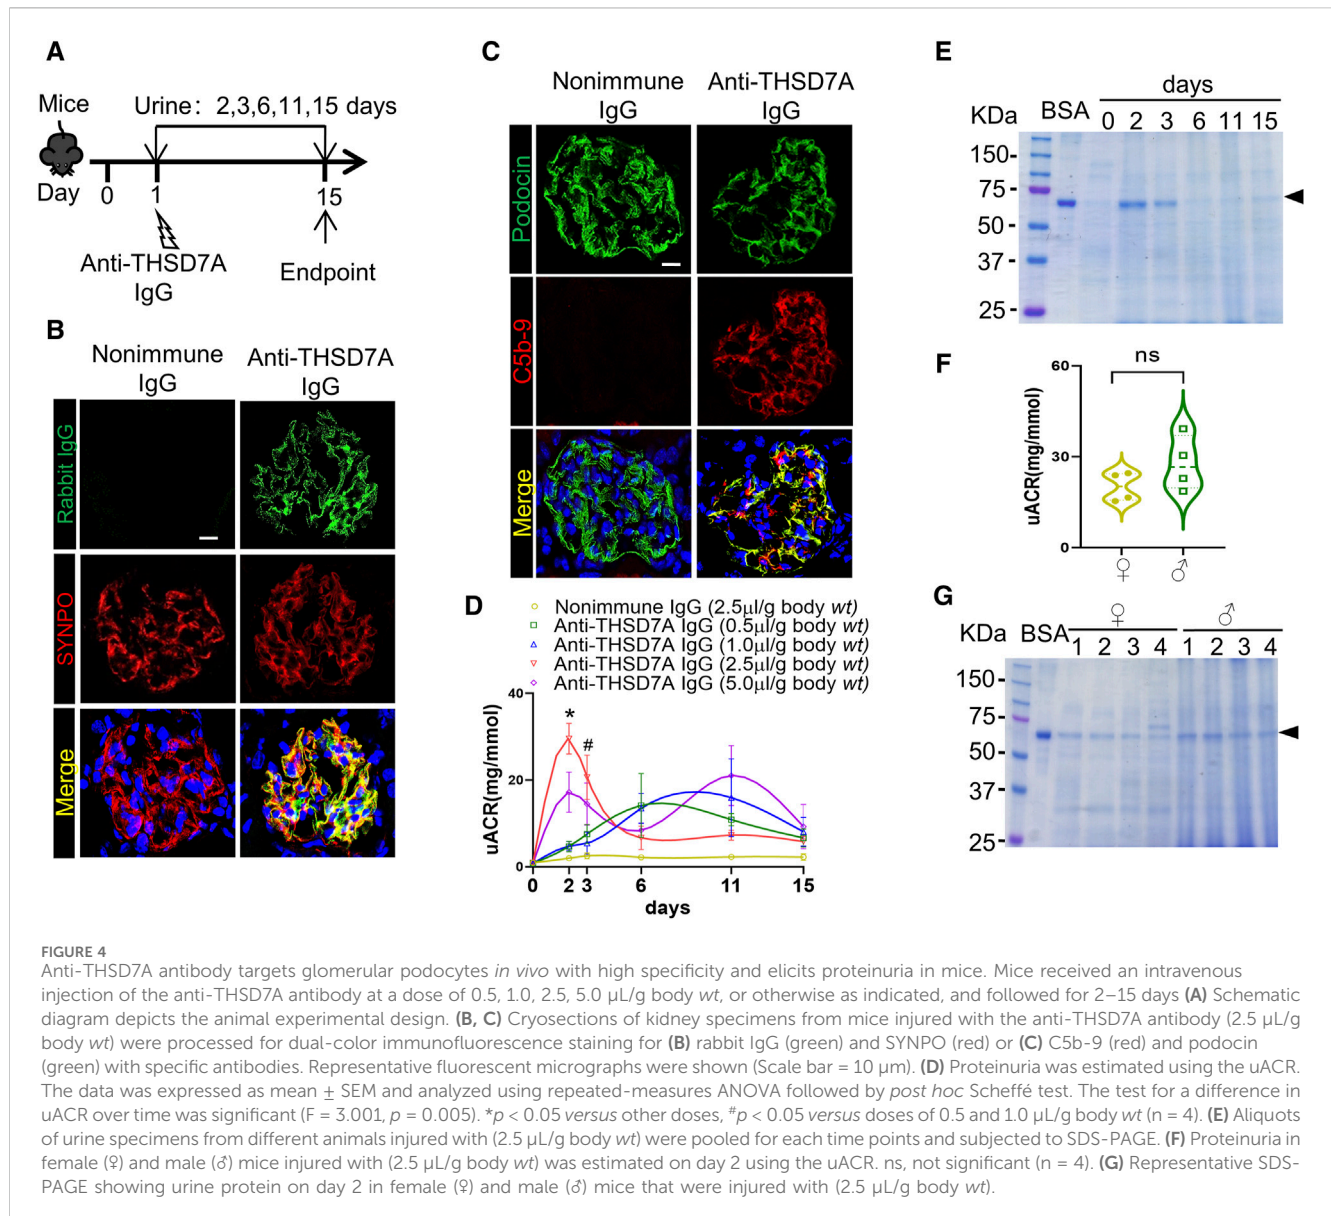 A
Mice
Urine: 2,3,6,11,15 days
Day
0
1
15
Anti-THSD7A
IgG
Endpoint
B
Nonimmune
IgG
Anti-THSD7A
IgG
Rabbit IgG
SYNPO
Merge
C
Nonimmune
IgG
Anti-THSD7A
IgG
Podocin
C5b-9
Merge
D
Nonimmune IgG (2.5μl/g body wt)
Anti-THSD7A IgG (0.5μl/g body wt)
Anti-THSD7A IgG (1.0μl/g body wt)
Anti-THSD7A IgG (2.5μl/g body wt)
Anti-THSD7A IgG (5.0μl/g body wt)
uACR(mg/mmol)
40
20
0
*
#
0 2 3 6 11 15
days
E
days
KDa BSA 0 2 3 6 11 15
150-
75-
50-
37-
25-
F
ns
uACR(mg/mmol)
60
30
0
♀ ♂
G
♀ ♂
KDa BSA 1 2 3 4 1 2 3 4
150-
75-
50-
37-
25-
FIGURE 4
Anti-THSD7A antibody targets glomerular podocytes in vivo with high specificity and elicits proteinuria in mice. Mice received an intravenous
injection of the anti-THSD7A antibody at a dose of 0.5, 1.0, 2.5, 5.0 μL/g body wt, or otherwise as indicated, and followed for 2–15 days (A) Schematic
diagram depicts the animal experimental design. (B, C) Cryosections of kidney specimens from mice injured with the anti-THSD7A antibody (2.5 μL/g
body wt) were processed for dual-color immunofluorescence staining for (B) rabbit IgG (green) and SYNPO (red) or (C) C5b-9 (red) and podocin
(green) with specific antibodies. Representative fluorescent micrographs were shown (Scale bar = 10 μm). (D) Proteinuria was estimated using the uACR.
The data was expressed as mean ± SEM and analyzed using repeated-measures ANOVA followed by post hoc Scheffé test. The test for a difference in
uACR over time was significant (F = 3.001, p = 0.005). *p < 0.05 versus other doses, #p < 0.05 versus doses of 0.5 and 1.0 μL/g body wt (n = 4). (E) Aliquots
of urine specimens from different animals injured with (2.5 μL/g body wt) were pooled for each time points and subjected to SDS-PAGE. (F) Proteinuria in
female (♀) and male (♂) mice injured with (2.5 μL/g body wt) was estimated on day 2 using the uACR. ns, not significant (n = 4). (G) Representative SDS-
PAGE showing urine protein on day 2 in female (♀) and male (♂) mice that were injured with (2.5 μL/g body wt).